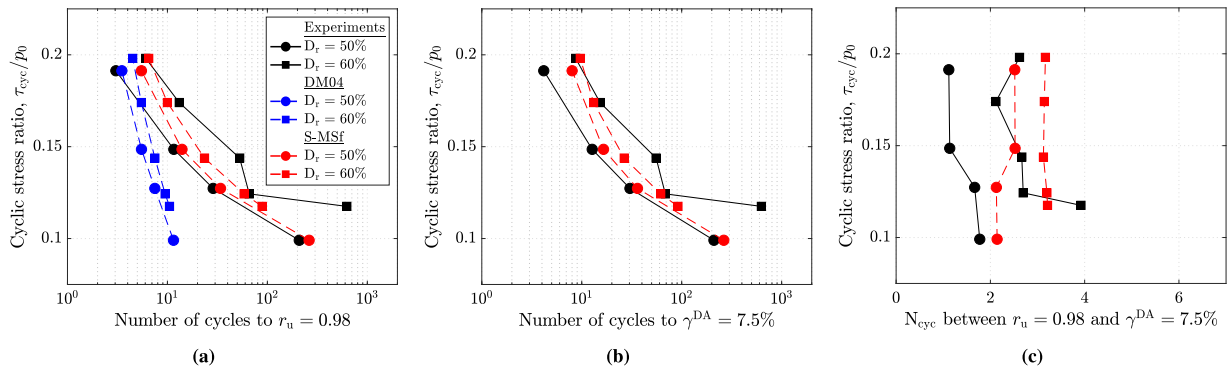 Cyclic stress ratio, τcyc/p0
0.2
0.15
0.1
Experiments
Dr = 50%
Dr = 60%
DM04
Dr = 50%
Dr = 60%
S-MSf
Dr = 50%
Dr = 60%
10^0 10^1 10^2 10^3
Number of cycles to ru = 0.98
(a)
Cyclic stress ratio, τcyc/p0
0.2
0.15
0.1
10^0 10^1 10^2 10^3
Number of cycles to γ^DA = 7.5%
(b)
Cyclic stress ratio, τcyc/p0
0.2
0.15
0.1
0 2 4 6
Ncyc between ru = 0.98 and γ^DA = 7.5%
(c)